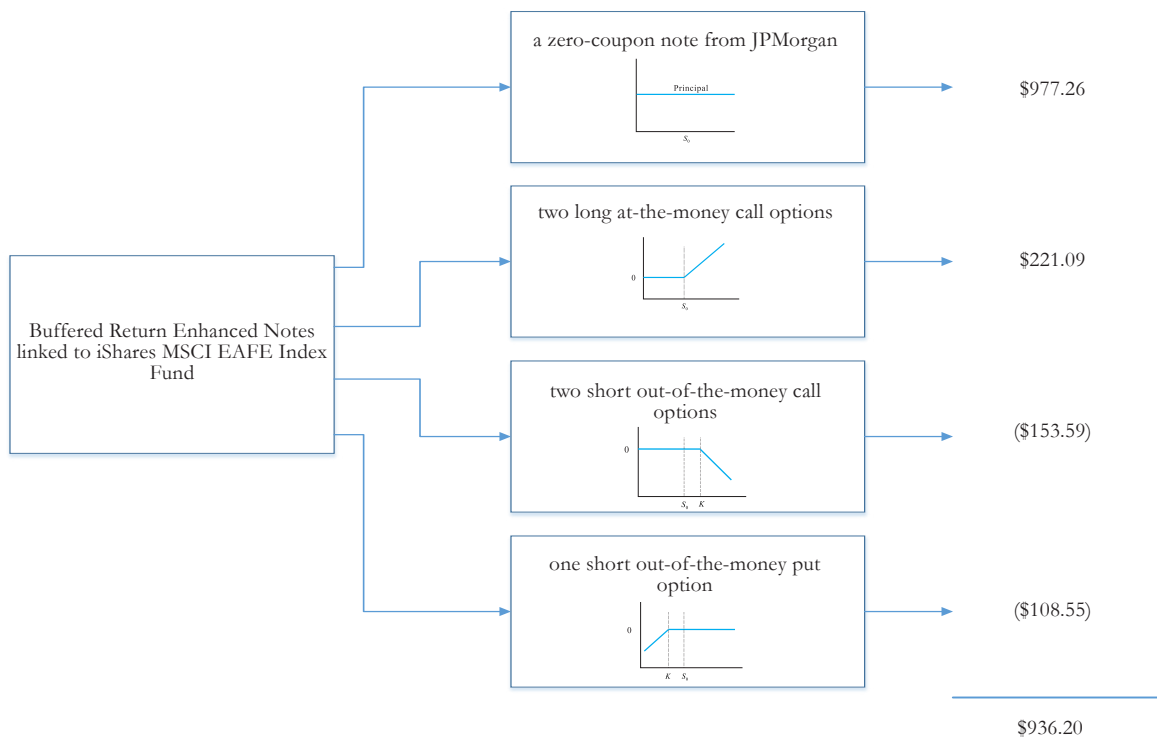 a zero-coupon note from JPMorgan
Principal
S0
$977.26
two long at-the-money call options
0
S0
$221.09
Buffered Return Enhanced Notes
linked to iShares MSCI EAFE Index
Fund
two short out-of-the-money call
options
0
S0 K
($153.59)
one short out-of-the-money put
option
0
K S0
($108.55)
$936.20